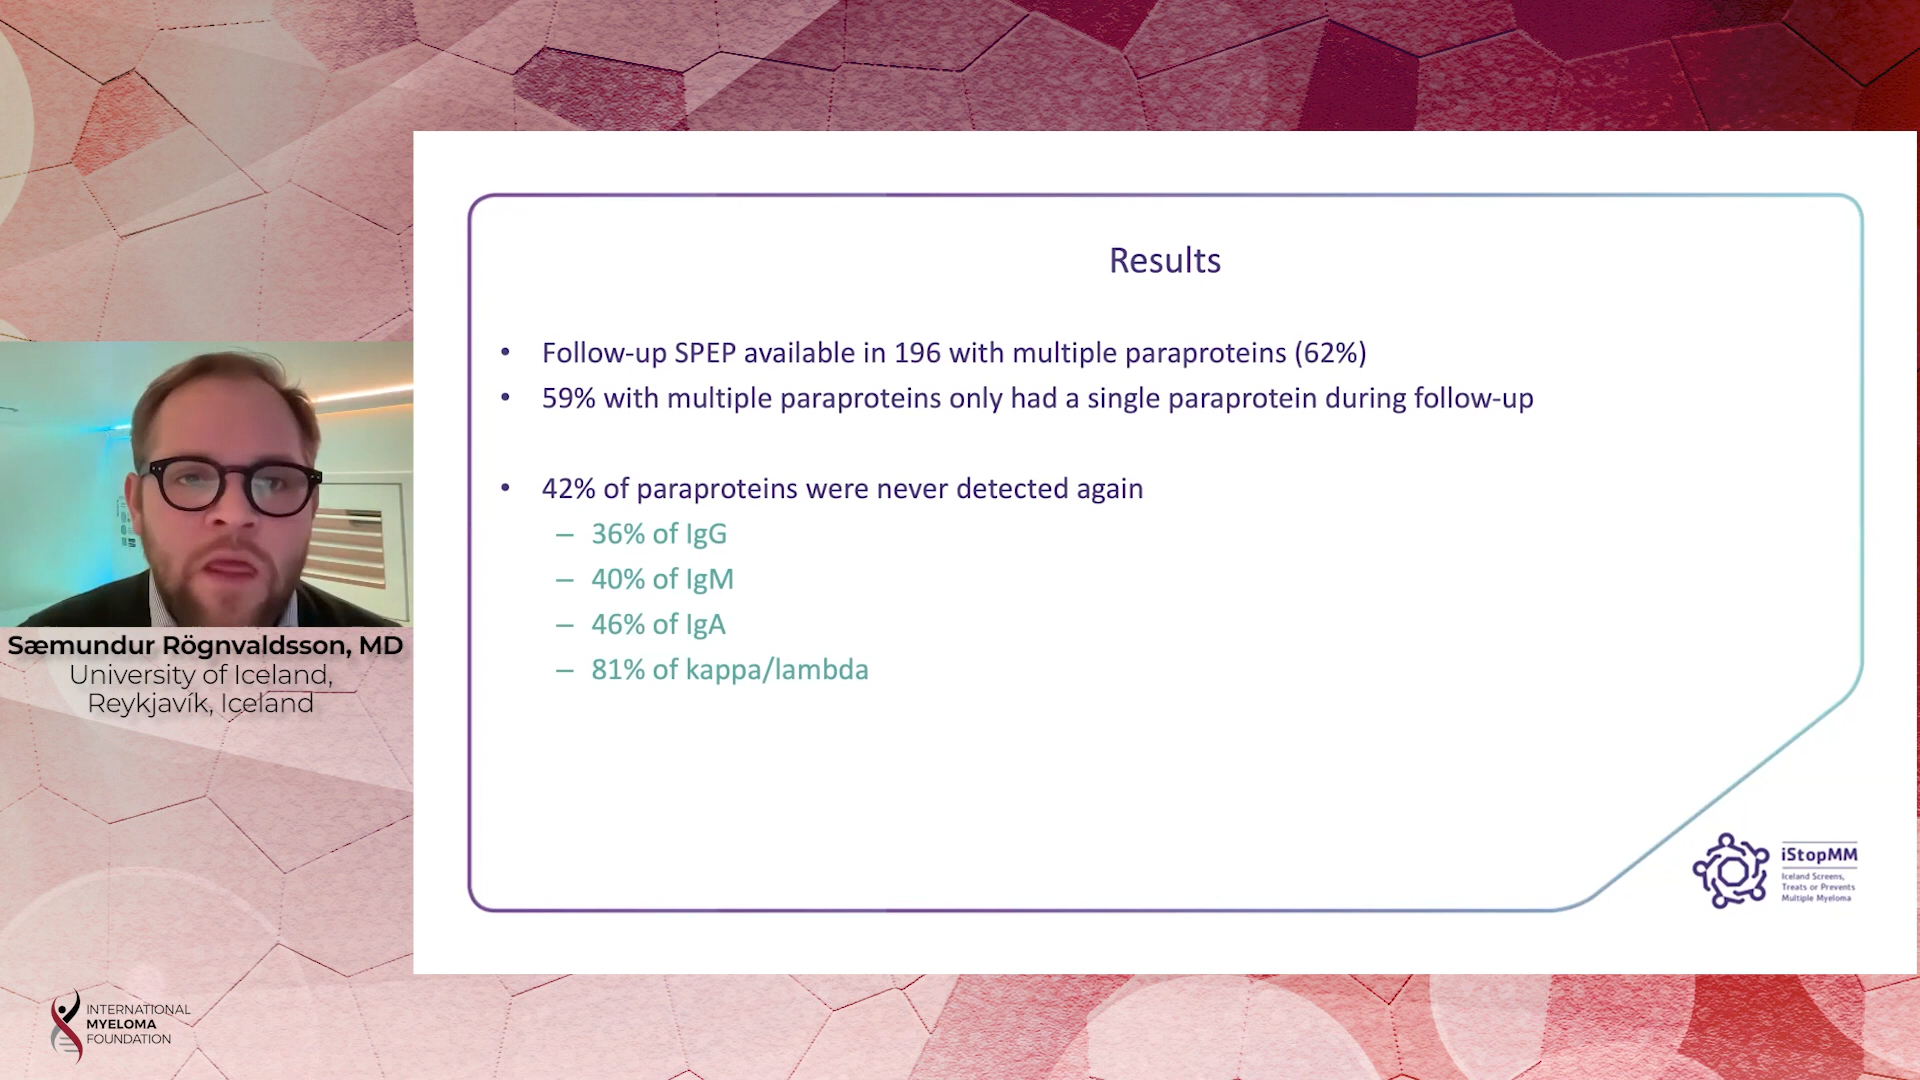 Results
• Follow-up SPEP available in 196 with multiple paraproteins (62%)
• 59% with multiple paraproteins only had a single paraprotein during follow-up
• 42% of paraproteins were never detected again
– 36% of IgG
– 40% of IgM
– 46% of IgA
– 81% of kappa/lambda
Sæmundur Rögnvaldsson, MD
University of Iceland,
Reykjavík, Iceland
iStopMM
Iceland Screens,
Treats or Prevents
Multiple Myeloma
INTERNATIONAL
MYELOMA
FOUNDATION